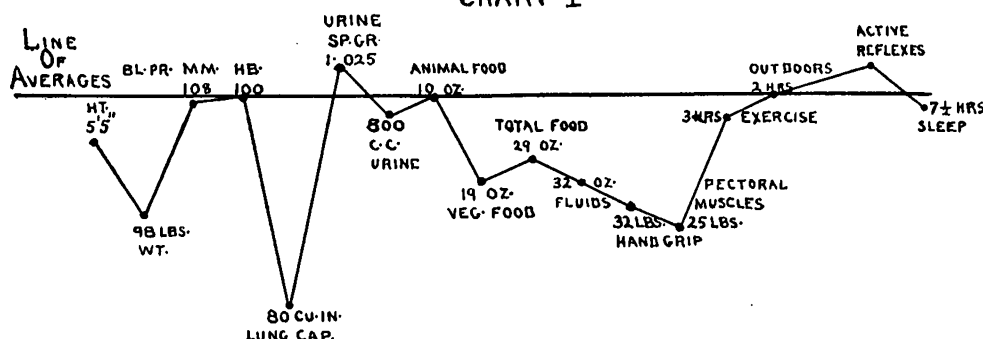 CHART I
LINE
OF
AVERAGES
HT.
5'5"
98 LBS.
WT.
BL. PR. MM.
108
HB.
100
80 CU. IN.
LUNG CAP.
URINE
SP. GR.
1.025
800
C.C.
URINE
ANIMAL FOOD
10 OZ.
19 OZ.
VEG. FOOD
TOTAL FOOD
29 OZ.
32 OZ.
FLUIDS
32 LBS.
HAND GRIP
PECTORAL
MUSCLES
25 LBS.
3 HRS EXERCISE
OUTDOORS
2 HRS
ACTIVE
REFLEXES
7½ HRS
SLEEP